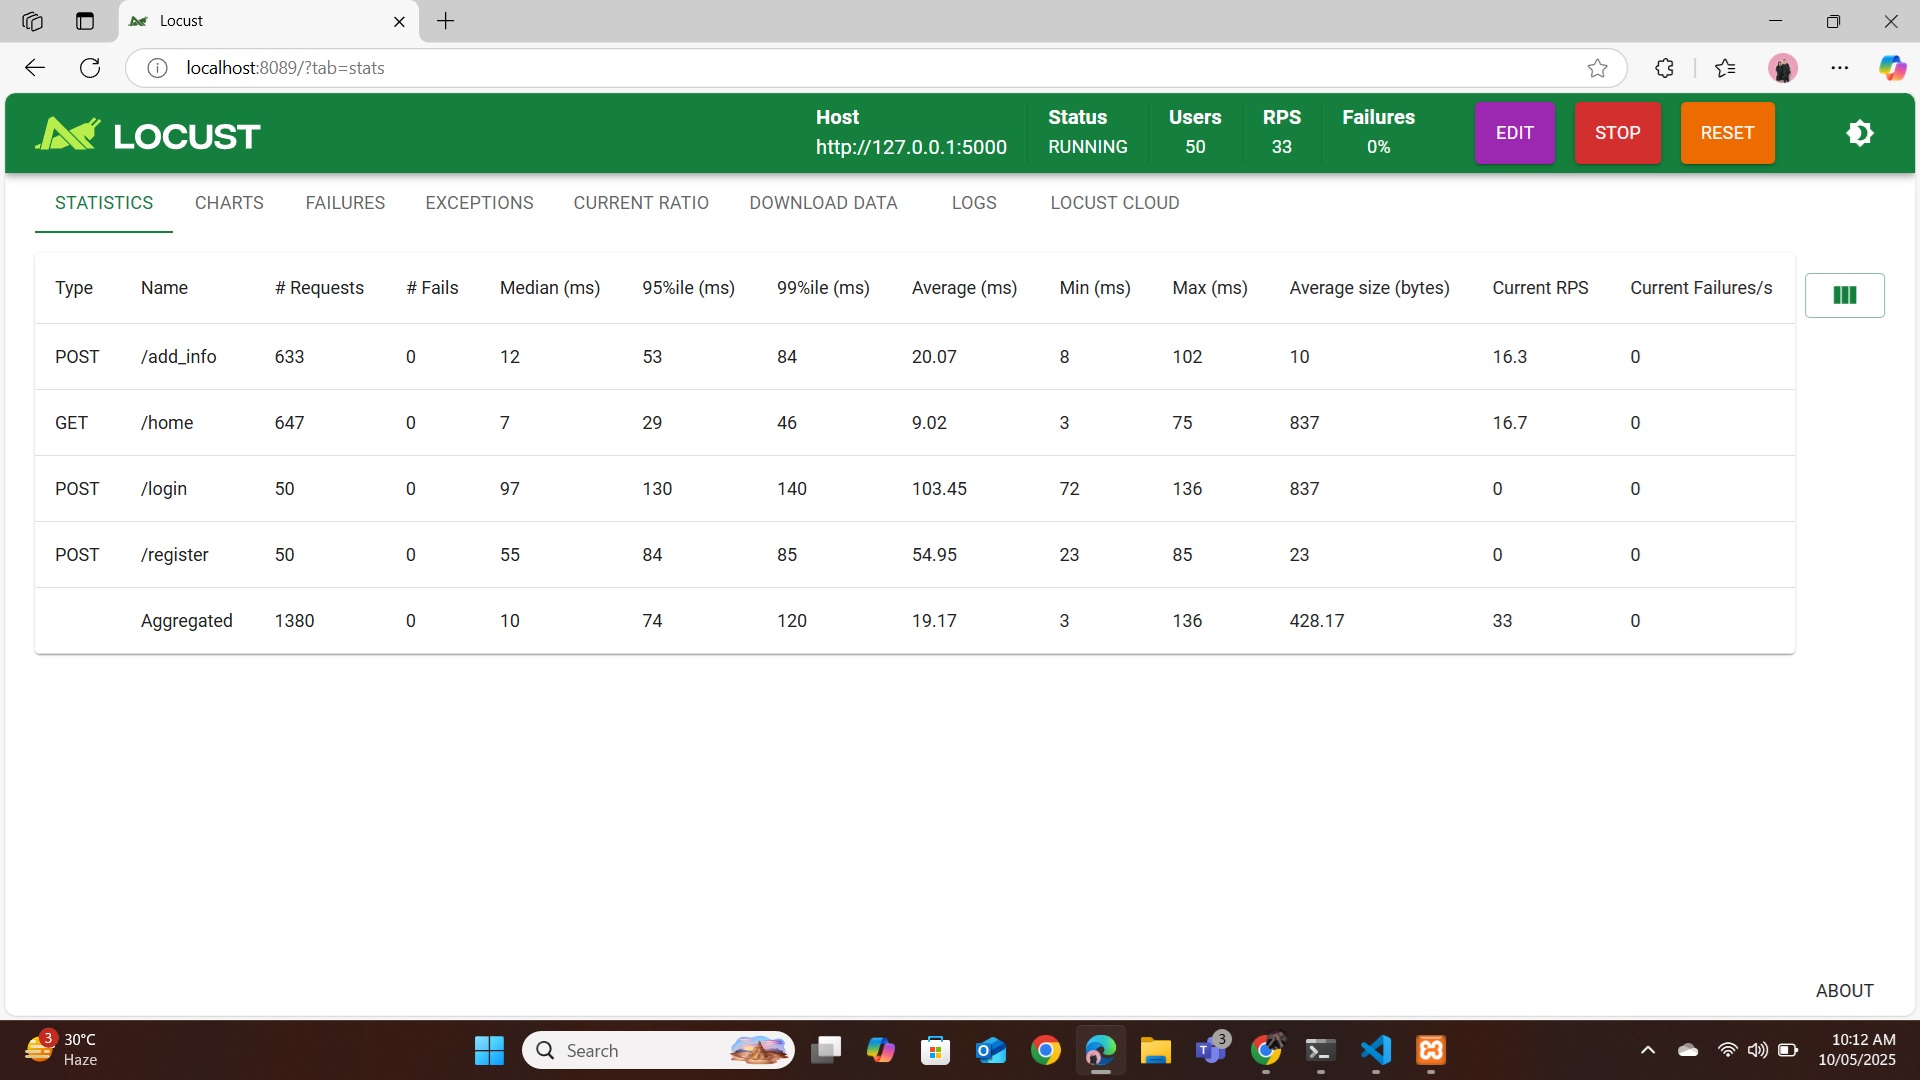 Locust
localhost:8089/?tab=stats
LOCUST
Host
http://127.0.0.1:5000
Status
RUNNING
Users
50
RPS
33
Failures
0%
EDIT
STOP
RESET
STATISTICS CHARTS FAILURES EXCEPTIONS CURRENT RATIO DOWNLOAD DATA LOGS LOCUST CLOUD
Type Name # Requests # Fails Median (ms) 95%ile (ms) 99%ile (ms) Average (ms) Min (ms) Max (ms) Average size (bytes) Current RPS Current Failures/s
POST /add_info 633 0 12 53 84 20.07 8 102 10 16.3 0
GET /home 647 0 7 29 46 9.02 3 75 837 16.7 0
POST /login 50 0 97 130 140 103.45 72 136 837 0 0
POST /register 50 0 55 84 85 54.95 23 85 23 0 0
Aggregated 1380 0 10 74 120 19.17 3 136 428.17 33 0
ABOUT
3
30°C
Haze
Search
3
10:12 AM
10/05/2025